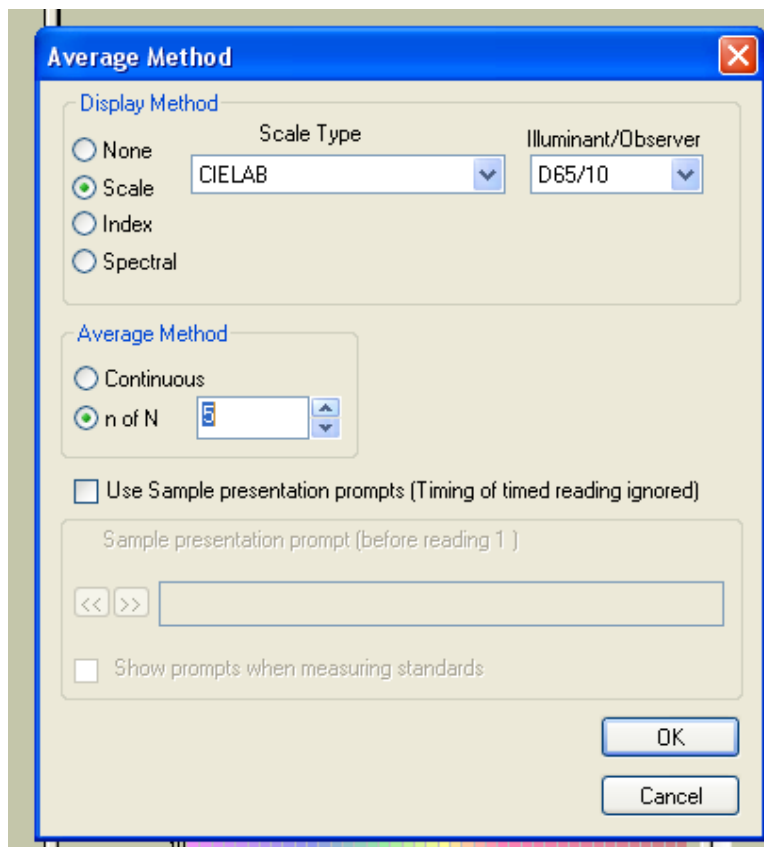 Average Method
Display Method
Scale Type
Illuminant/Observer
None
CIELAB
D65/10
Scale
Index
Spectral
Average Method
Continuous
n of N 5
Use Sample presentation prompts (Timing of timed reading ignored)
Sample presentation prompt (before reading 1 )
<< >>
Show prompts when measuring standards
OK
Cancel